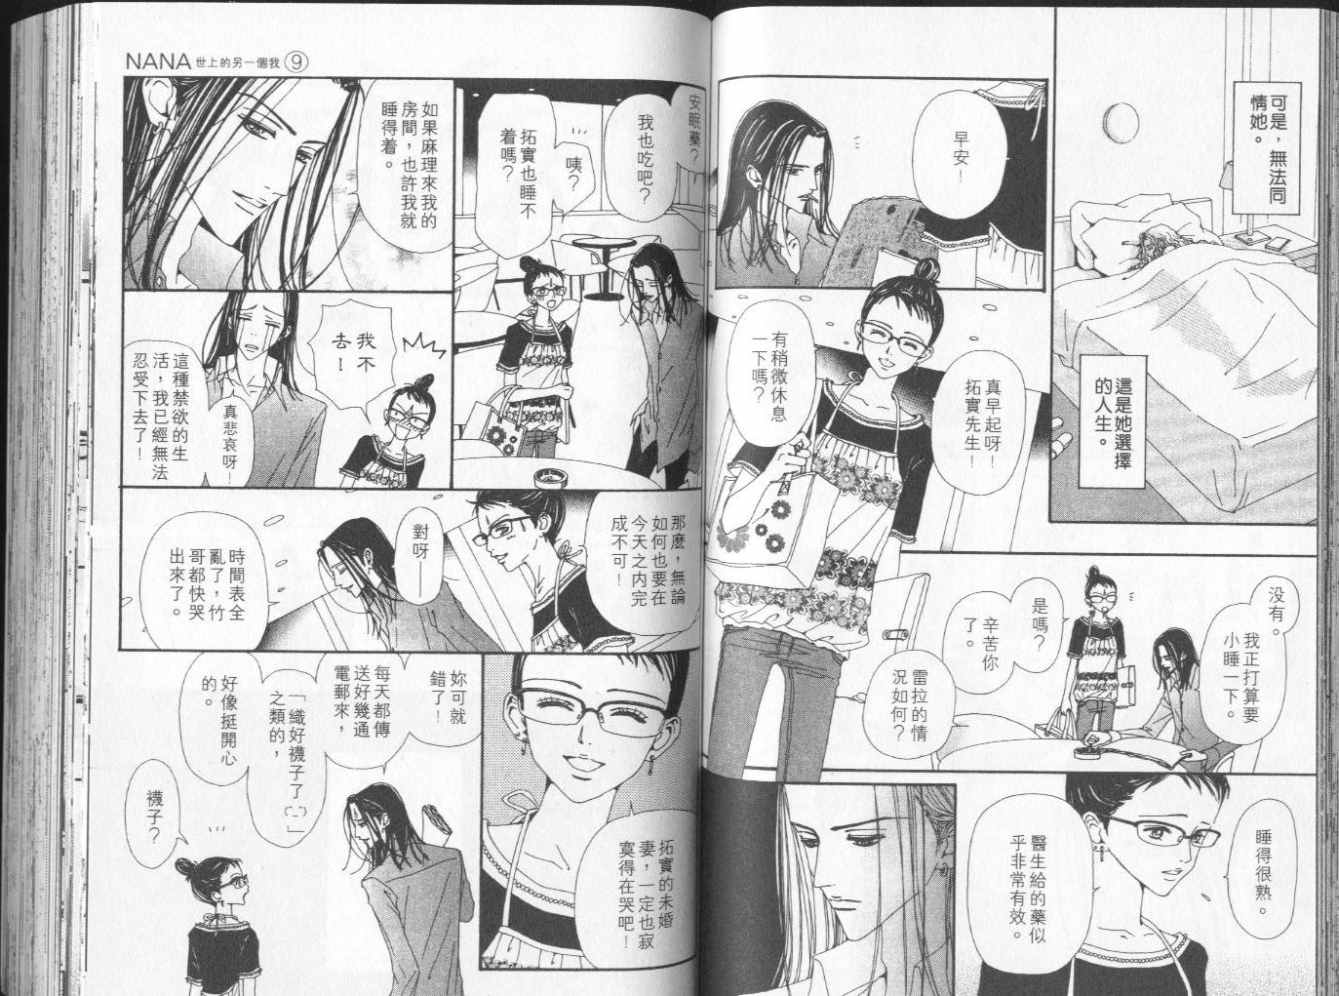 可是，無法同
情她。
這是她選擇
的人生。
早安！
真早起呀！
拓實先生！
有稍微休息
一下嗎？
没有。
我正打算要
小睡一下。
是嗎？
辛苦你
了。
雷拉的情
況如何？
睡得很熟。
醫生給的藥似
乎非常有效。
NANA 世上的另一個我 ⑨
安眠藥？
我也吃吧？
咦？
拓實也睡不
着嗎？
如果麻理來我的
房間，也許我就
睡得着。
我不
去！
真悲哀呀！
這種禁欲的生
活，我已經無法
忍受下去了！
那麼，無論
如何也要在
今天之内完
成不可！
對呀——
時間表全
亂了，竹
哥都快哭
出來了。
拓實的未婚
妻，一定也寂
寞得在哭吧！
妳可就
錯了！
每天都傳
送好幾通
電郵來，
「織好襪子了(^_^)」
之類的，
好像挺開心
的。
襪子？